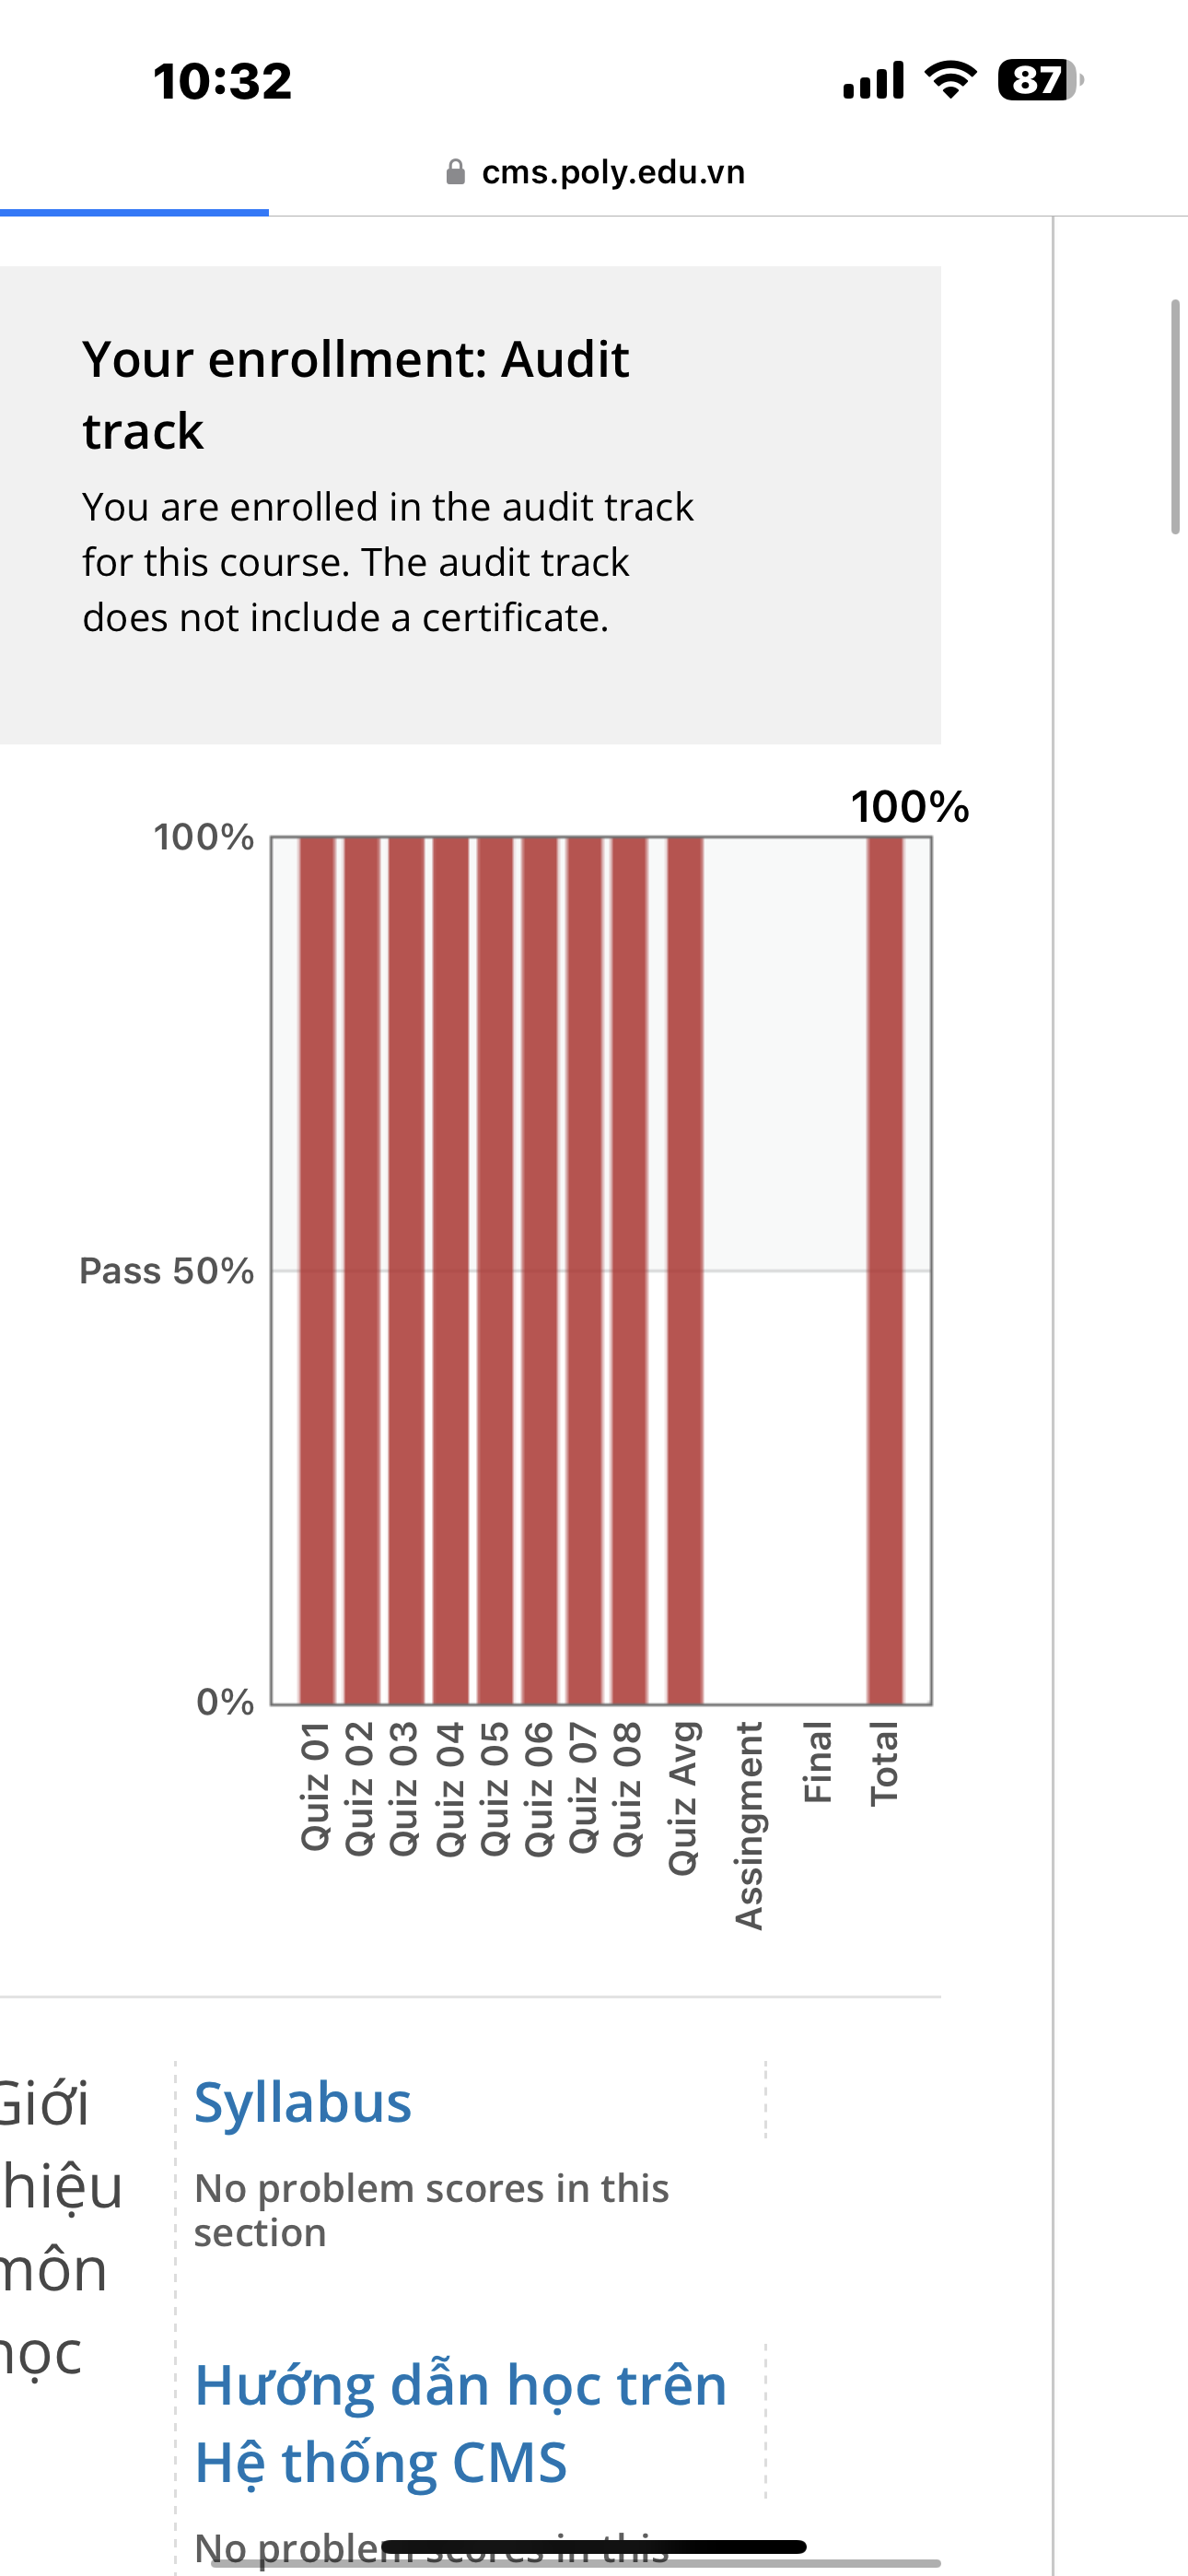 10:32
87
cms.poly.edu.vn
Your enrollment: Audit
track
You are enrolled in the audit track
for this course. The audit track
does not include a certificate.
100%
100%
Pass 50%
0%
Quiz 01
Quiz 02
Quiz 03
Quiz 04
Quiz 05
Quiz 06
Quiz 07
Quiz 08
Quiz Avg
Assingment
Final
Total
Giới
hiệu
môn
học
Syllabus
No problem scores in this
section
Hướng dẫn học trên
Hệ thống CMS
No problem scores in this